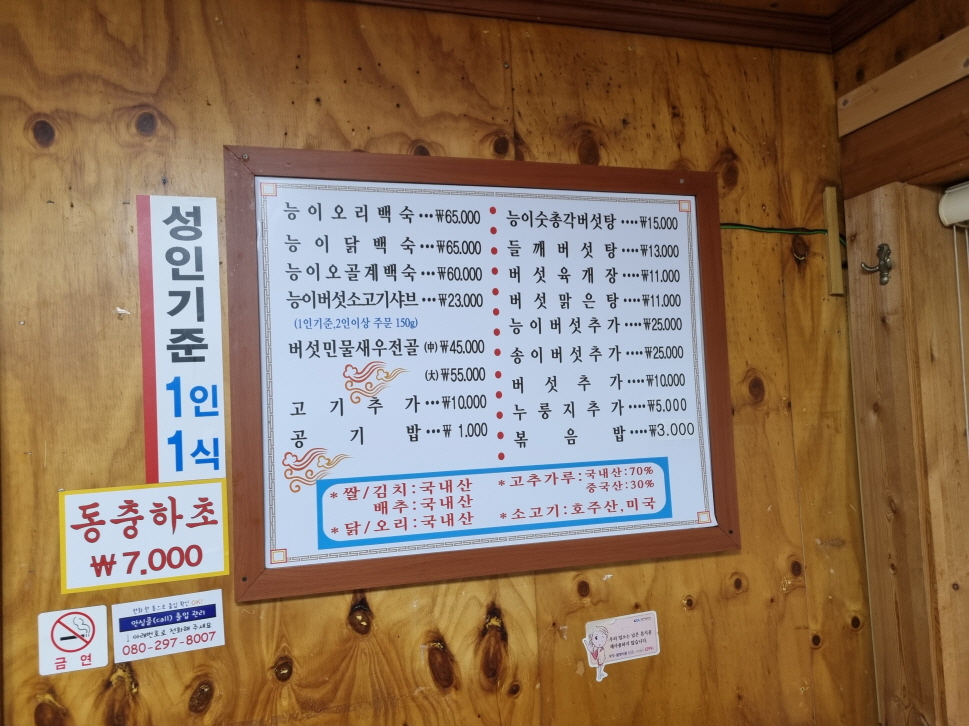 성인기준
1인
1식
동충하초
₩7.000
금연
안심콜(call) 출입 관리
080-297-8007
능이오리백숙···₩65.000
능이닭백숙···₩65.000
능이오골계백숙···₩60.000
능이버섯소고기샤브···₩23.000
(1인기준,2인이상 주문 150g)
버섯민물새우전골 (中)₩45.000
(大)₩55.000
고기추가···₩10.000
공기밥···₩ 1.000
능이숫총각버섯탕····₩15.000
들깨버섯탕····₩13.000
버섯육개장····₩11.000
버섯맑은탕····₩11.000
능이버섯추가····₩25.000
송이버섯추가····₩25.000
버섯추가····₩10.000
누룽지추가····₩5.000
볶음밥····₩3.000
*쌀/김치:국내산
배추:국내산
*닭/오리:국내산
*고추가루:국내산:70%
중국산:30%
*소고기:호주산,미국